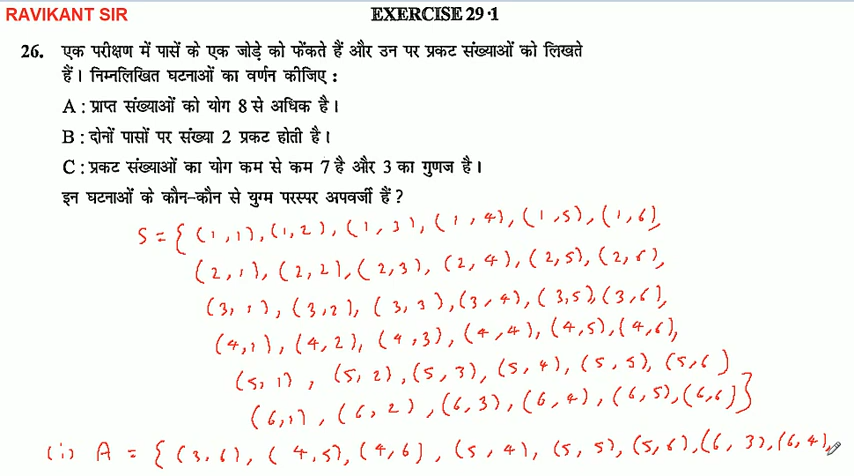 RAVIKANT SIR
EXERCISE 29·1
26. एक परीक्षण में पासें के एक जोड़े को फेंकते हैं और उन पर प्रकट संख्याओं को लिखते
हैं। निम्नलिखित घटनाओं का वर्णन कीजिए :
A : प्राप्त संख्याओं को योग 8 से अधिक है।
B : दोनों पासों पर संख्या 2 प्रकट होती है।
C : प्रकट संख्याओं का योग कम से कम 7 है और 3 का गुणज है।
इन घटनाओं के कौन-कौन से युग्म परस्पर अपवर्जी हैं ?
S = { (1,1), (1,2), (1,3), (1,4), (1,5), (1,6),
(2,1), (2,2), (2,3), (2,4), (2,5), (2,6),
(3,1), (3,2), (3,3), (3,4), (3,5), (3,6),
(4,1), (4,2), (4,3), (4,4), (4,5), (4,6),
(5,1), (5,2), (5,3), (5,4), (5,5), (5,6)
(6,1), (6,2), (6,3), (6,4), (6,5), (6,6) }
(i) A = { (3,6), (4,5), (4,6), (5,4), (5,5), (5,6), (6,3), (6,4),